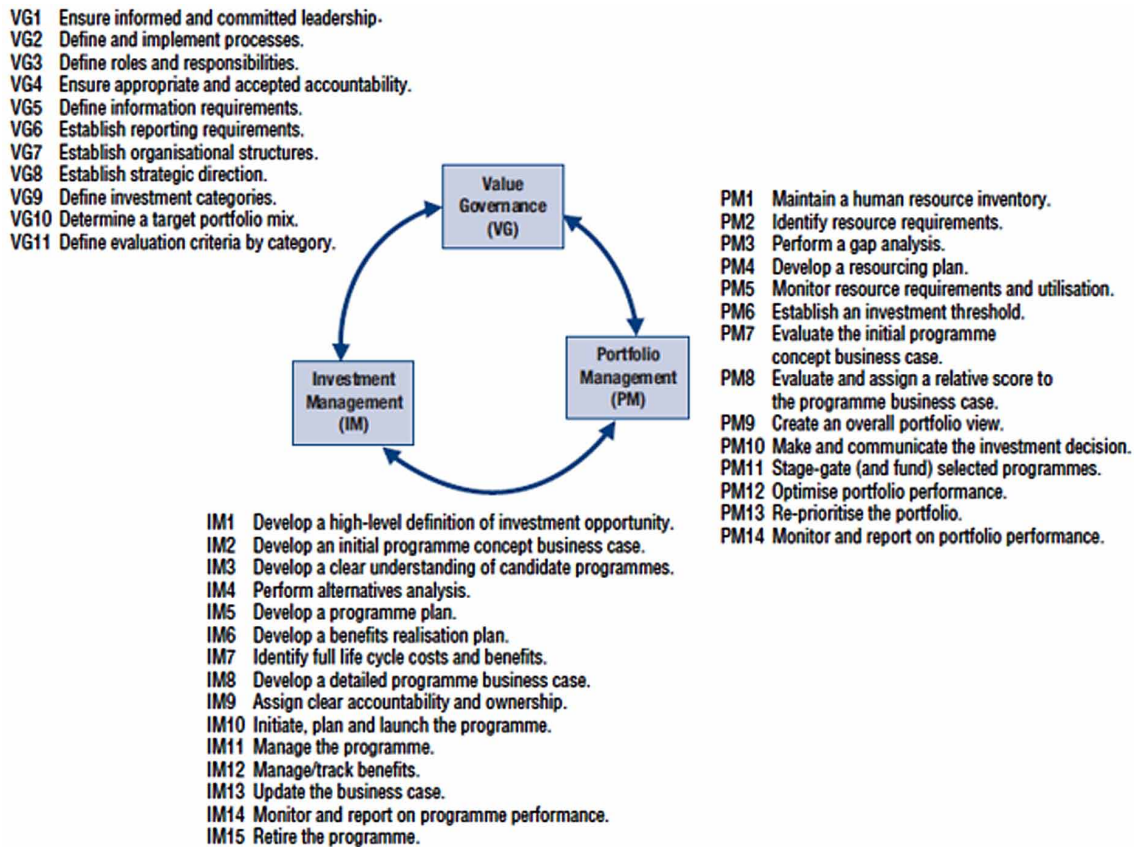 VG1 Ensure informed and committed leadership.
VG2 Define and implement processes.
VG3 Define roles and responsibilities.
VG4 Ensure appropriate and accepted accountability.
VG5 Define information requirements.
VG6 Establish reporting requirements.
VG7 Establish organisational structures.
VG8 Establish strategic direction.
VG9 Define investment categories.
VG10 Determine a target portfolio mix.
VG11 Define evaluation criteria by category.
Value
Governance
(VG)
Investment
Management
(IM)
Portfolio
Management
(PM)
PM1 Maintain a human resource inventory.
PM2 Identify resource requirements.
PM3 Perform a gap analysis.
PM4 Develop a resourcing plan.
PM5 Monitor resource requirements and utilisation.
PM6 Establish an investment threshold.
PM7 Evaluate the initial programme
concept business case.
PM8 Evaluate and assign a relative score to
the programme business case.
PM9 Create an overall portfolio view.
PM10 Make and communicate the investment decision.
PM11 Stage-gate (and fund) selected programmes.
PM12 Optimise portfolio performance.
PM13 Re-prioritise the portfolio.
PM14 Monitor and report on portfolio performance.
IM1 Develop a high-level definition of investment opportunity.
IM2 Develop an initial programme concept business case.
IM3 Develop a clear understanding of candidate programmes.
IM4 Perform alternatives analysis.
IM5 Develop a programme plan.
IM6 Develop a benefits realisation plan.
IM7 Identify full life cycle costs and benefits.
IM8 Develop a detailed programme business case.
IM9 Assign clear accountability and ownership.
IM10 Initiate, plan and launch the programme.
IM11 Manage the programme.
IM12 Manage/track benefits.
IM13 Update the business case.
IM14 Monitor and report on programme performance.
IM15 Retire the programme.